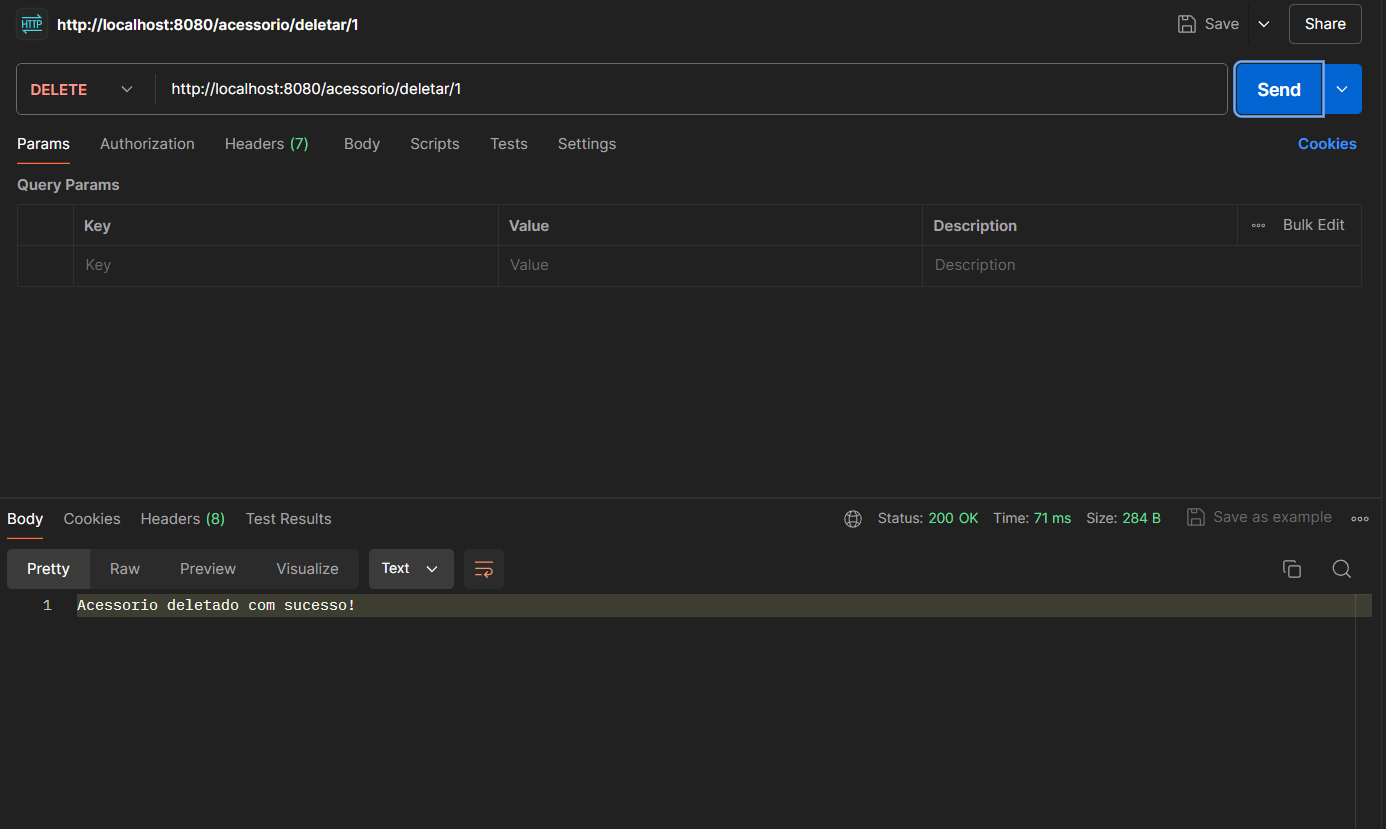 HTTP http://localhost:8080/acessorio/deletar/1 Save Share
DELETE http://localhost:8080/acessorio/deletar/1 Send
Params Authorization Headers (7) Body Scripts Tests Settings Cookies
Query Params
Key Value Description Bulk Edit
Key Value Description
Body Cookies Headers (8) Test Results Status: 200 OK Time: 71 ms Size: 284 B Save as example
Pretty Raw Preview Visualize Text
1 Acessorio deletado com sucesso!